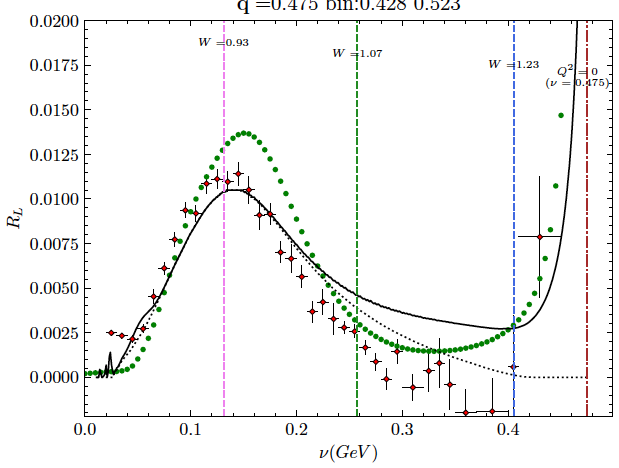 q =0.475 bin:0.428 0.523
0.0200
0.0175
0.0150
0.0125
0.0100
0.0075
0.0050
0.0025
0.0000
R_L
W =0.93
W =1.07
W =1.23
Q² = 0
(ν = 0.475)
0.0 0.1 0.2 0.3 0.4
ν(GeV)